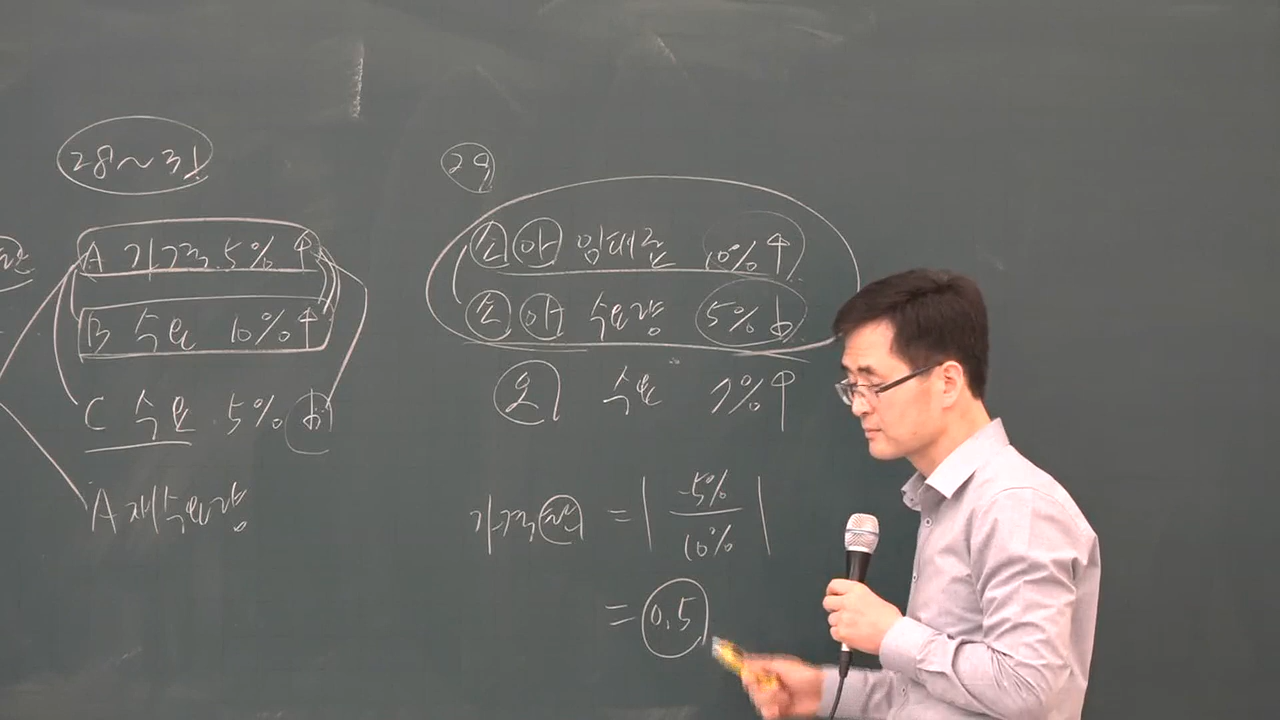 28~31
A 가격 5% ↑
B 수요 10% ↑
C 수요 5% ↓
A재 수요량
29
소 아 임대료 10% ↑
소 아 수요량 5% ↓
오 수요 7% ↑
가격탄 = | -5% / 10% |
= 0.5